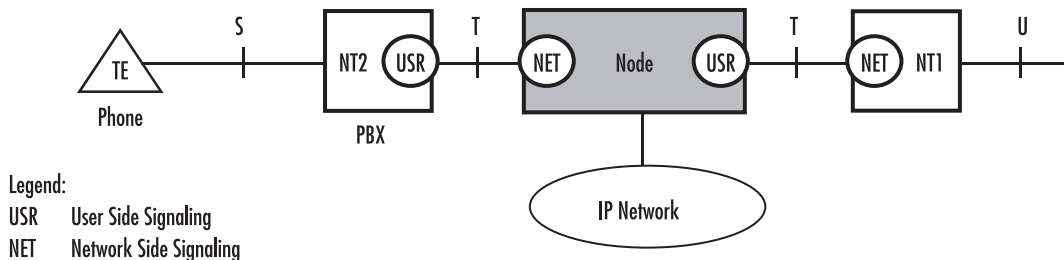 S
T
T
U
TE
NT2
USR
NET
Node
USR
NET
NT1
Phone
PBX
IP Network
Legend:
USR User Side Signaling
NET Network Side Signaling